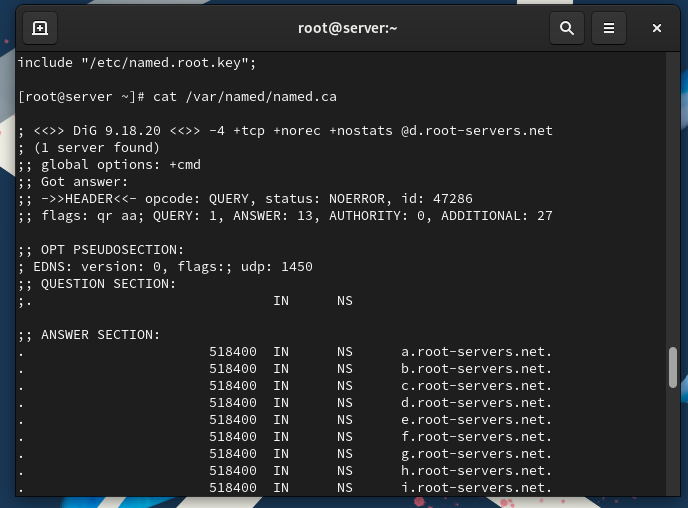 root@server:~
include "/etc/named.root.key";
[root@server ~]# cat /var/named/named.ca
; <<>> DiG 9.18.20 <<>> -4 +tcp +norec +nostats @d.root-servers.net
; (1 server found)
;; global options: +cmd
;; Got answer:
;; ->>HEADER<<- opcode: QUERY, status: NOERROR, id: 47286
;; flags: qr aa; QUERY: 1, ANSWER: 13, AUTHORITY: 0, ADDITIONAL: 27
;; OPT PSEUDOSECTION:
; EDNS: version: 0, flags:; udp: 1450
;; QUESTION SECTION:
;.                              IN      NS
;; ANSWER SECTION:
.                       518400  IN      NS      a.root-servers.net.
.                       518400  IN      NS      b.root-servers.net.
.                       518400  IN      NS      c.root-servers.net.
.                       518400  IN      NS      d.root-servers.net.
.                       518400  IN      NS      e.root-servers.net.
.                       518400  IN      NS      f.root-servers.net.
.                       518400  IN      NS      g.root-servers.net.
.                       518400  IN      NS      h.root-servers.net.
.                       518400  IN      NS      i.root-servers.net.